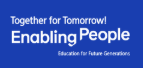 Together for Tomorrow!
Enabling People
Education for Future Generations